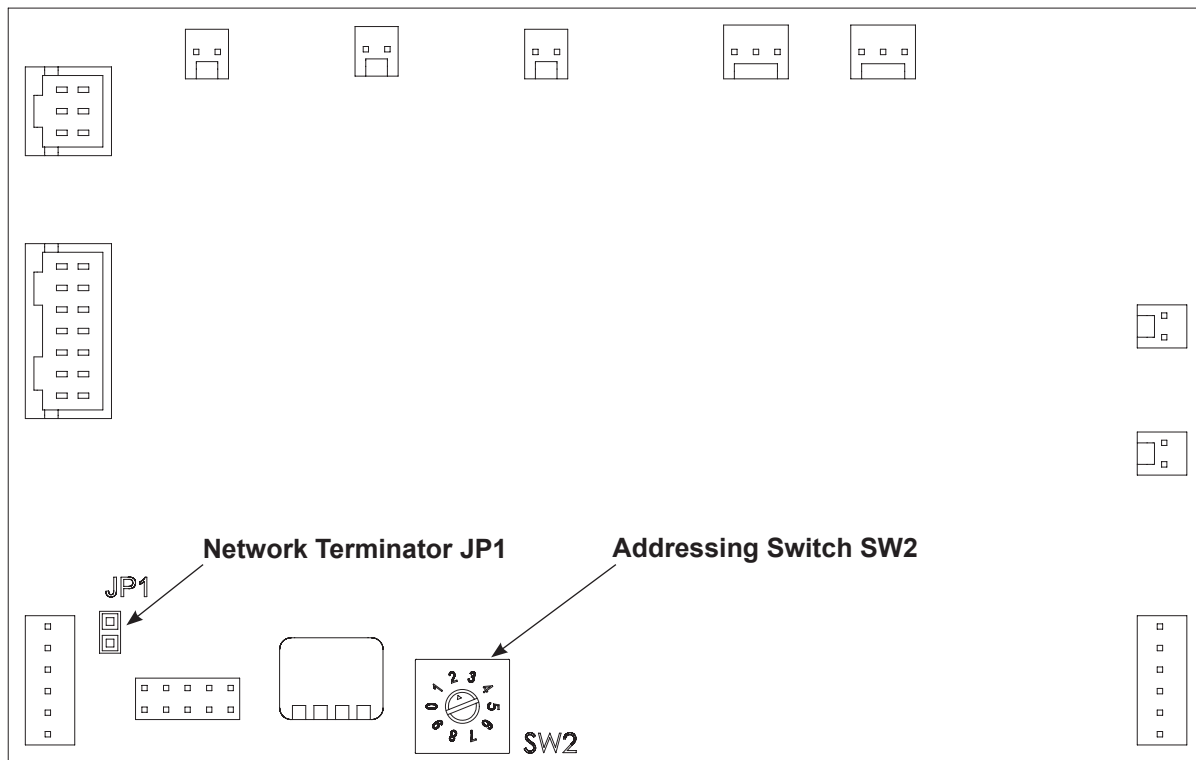 Network Terminator JP1
Addressing Switch SW2
JP1
0 1 2 3 4 5 6 7 8 9
SW2